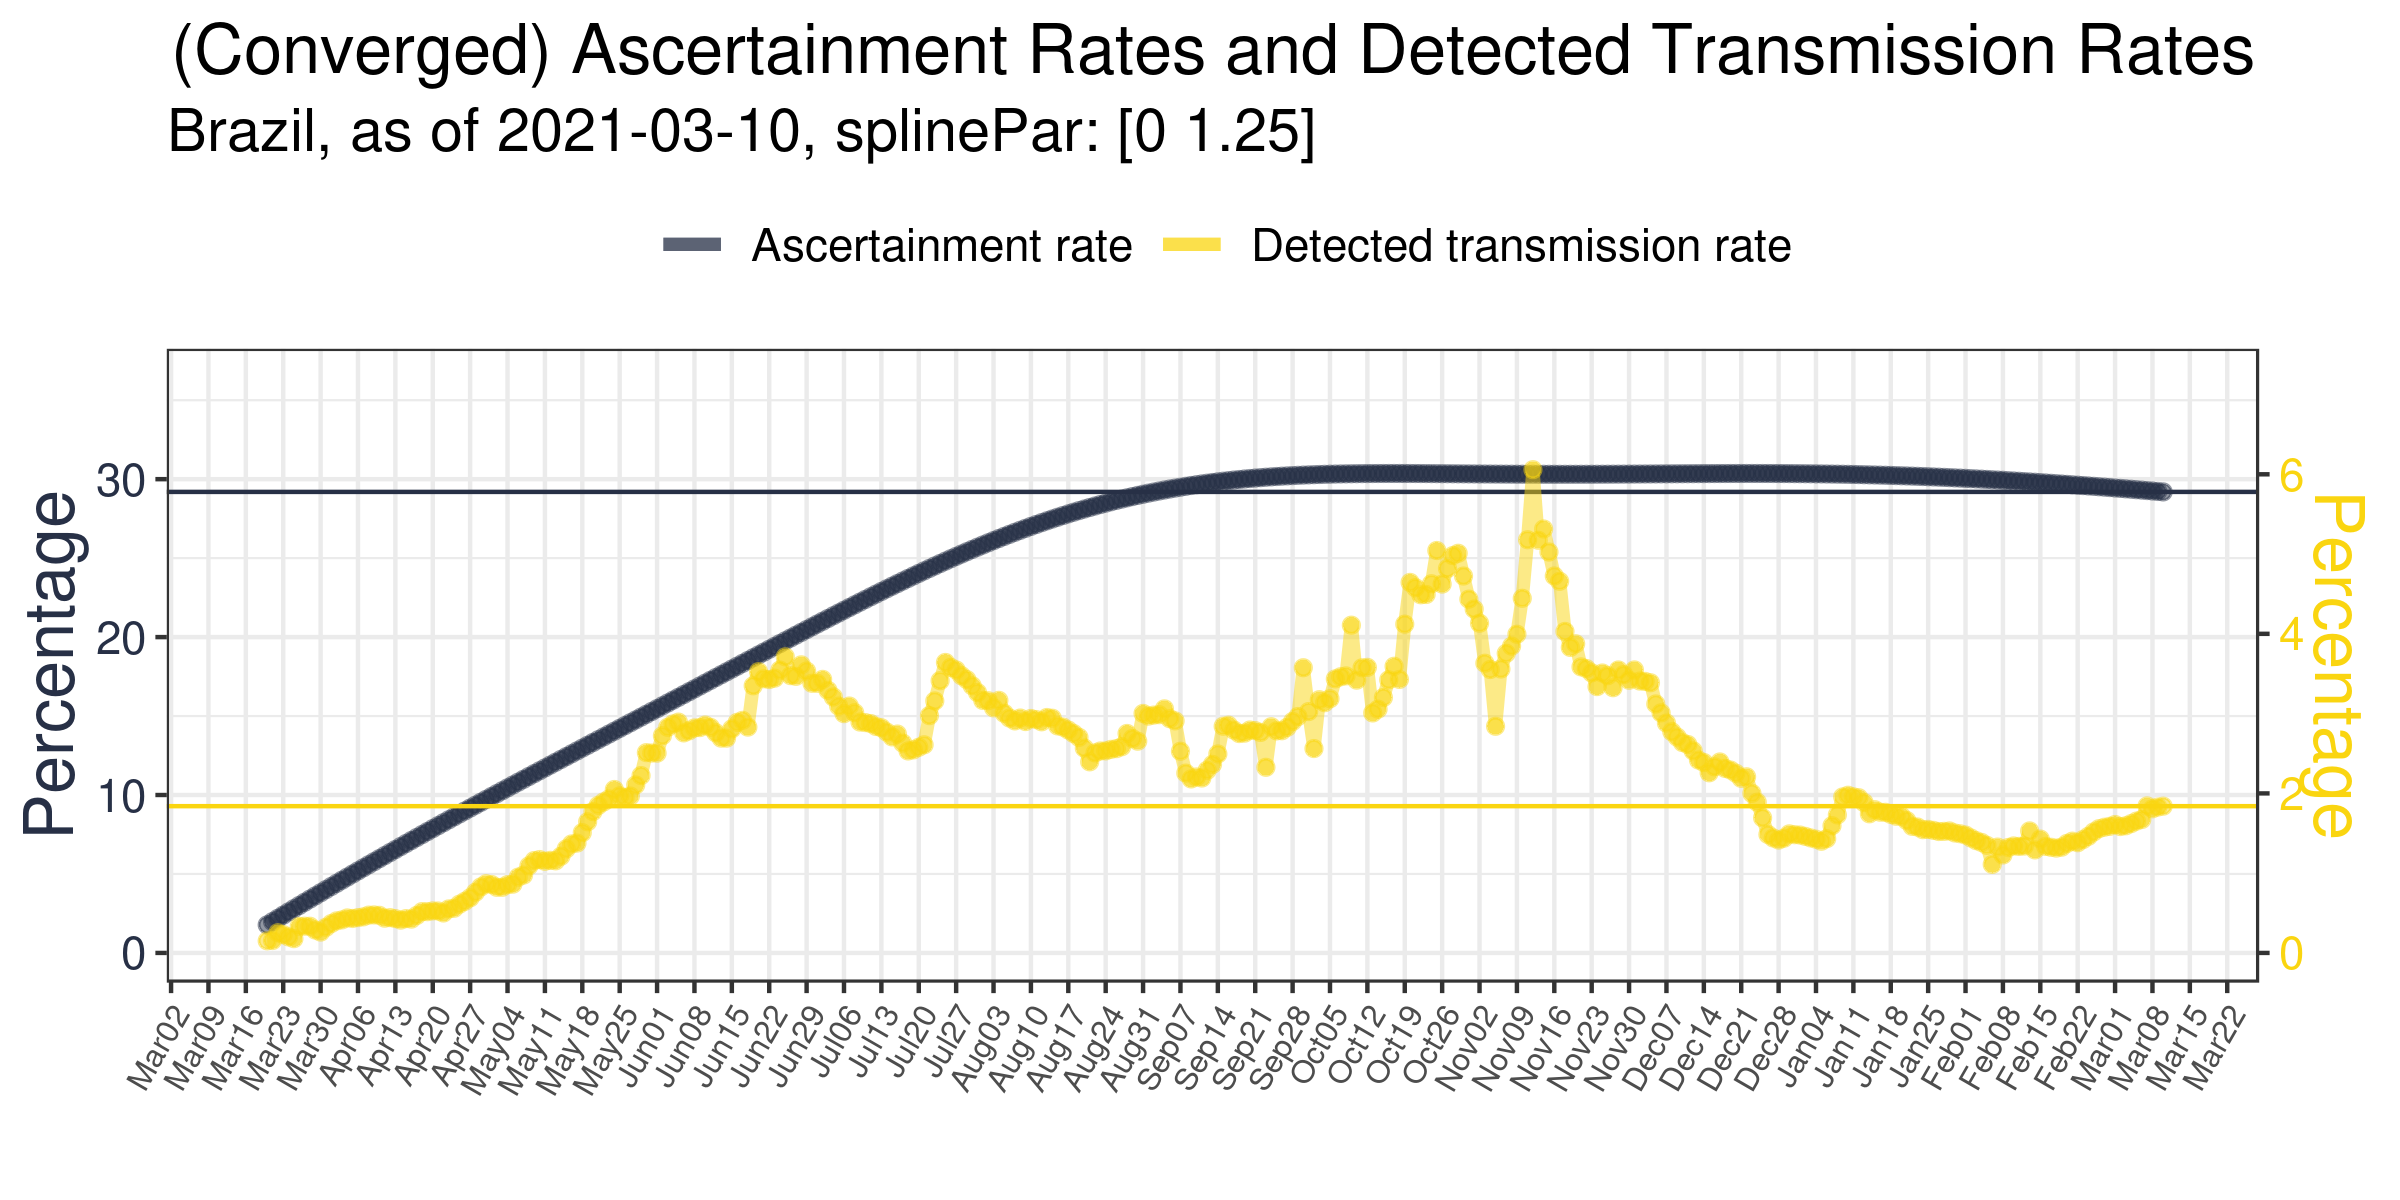 (Converged) Ascertainment Rates and Detected Transmission Rates
Brazil, as of 2021-03-10, splinePar: [0 1.25]
Ascertainment rate Detected transmission rate
Percentage
30
20
10
0
6
4
2
0
Percentage
Mar02 Mar09 Mar16 Mar23 Mar30 Apr06 Apr13 Apr20 Apr27 May04 May11 May18 May25 Jun01 Jun08 Jun15 Jun22 Jun29 Jul06 Jul13 Jul20 Jul27 Aug03 Aug10 Aug17 Aug24 Aug31 Sep07 Sep14 Sep21 Sep28 Oct05 Oct12 Oct19 Oct26 Nov02 Nov09 Nov16 Nov23 Nov30 Dec07 Dec14 Dec21 Dec28 Jan04 Jan11 Jan18 Jan25 Feb01 Feb08 Feb15 Feb22 Mar01 Mar08 Mar15 Mar22